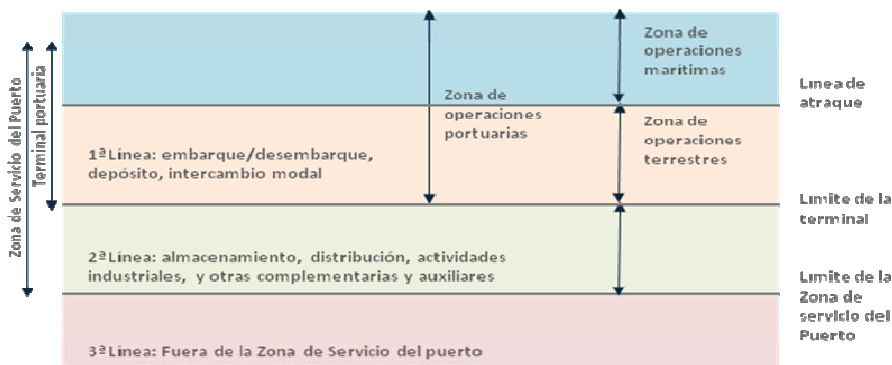 Zona de Servicio del Puerto
Terminal portuaria
Zona de
operaciones
marítimas
Línea de
atraque
Zona de
operaciones
portuarias
Zona de
operaciones
terrestres
1ª Línea: embarque/desembarque,
depósito, intercambio modal
Limite de la
terminal
2ª Línea: almacenamiento, distribución, actividades
industriales, y otras complementarias y auxiliares
Limite de la
Zona de
servicio del
Puerto
3ª Línea: Fuera de la Zona de Servicio del puerto